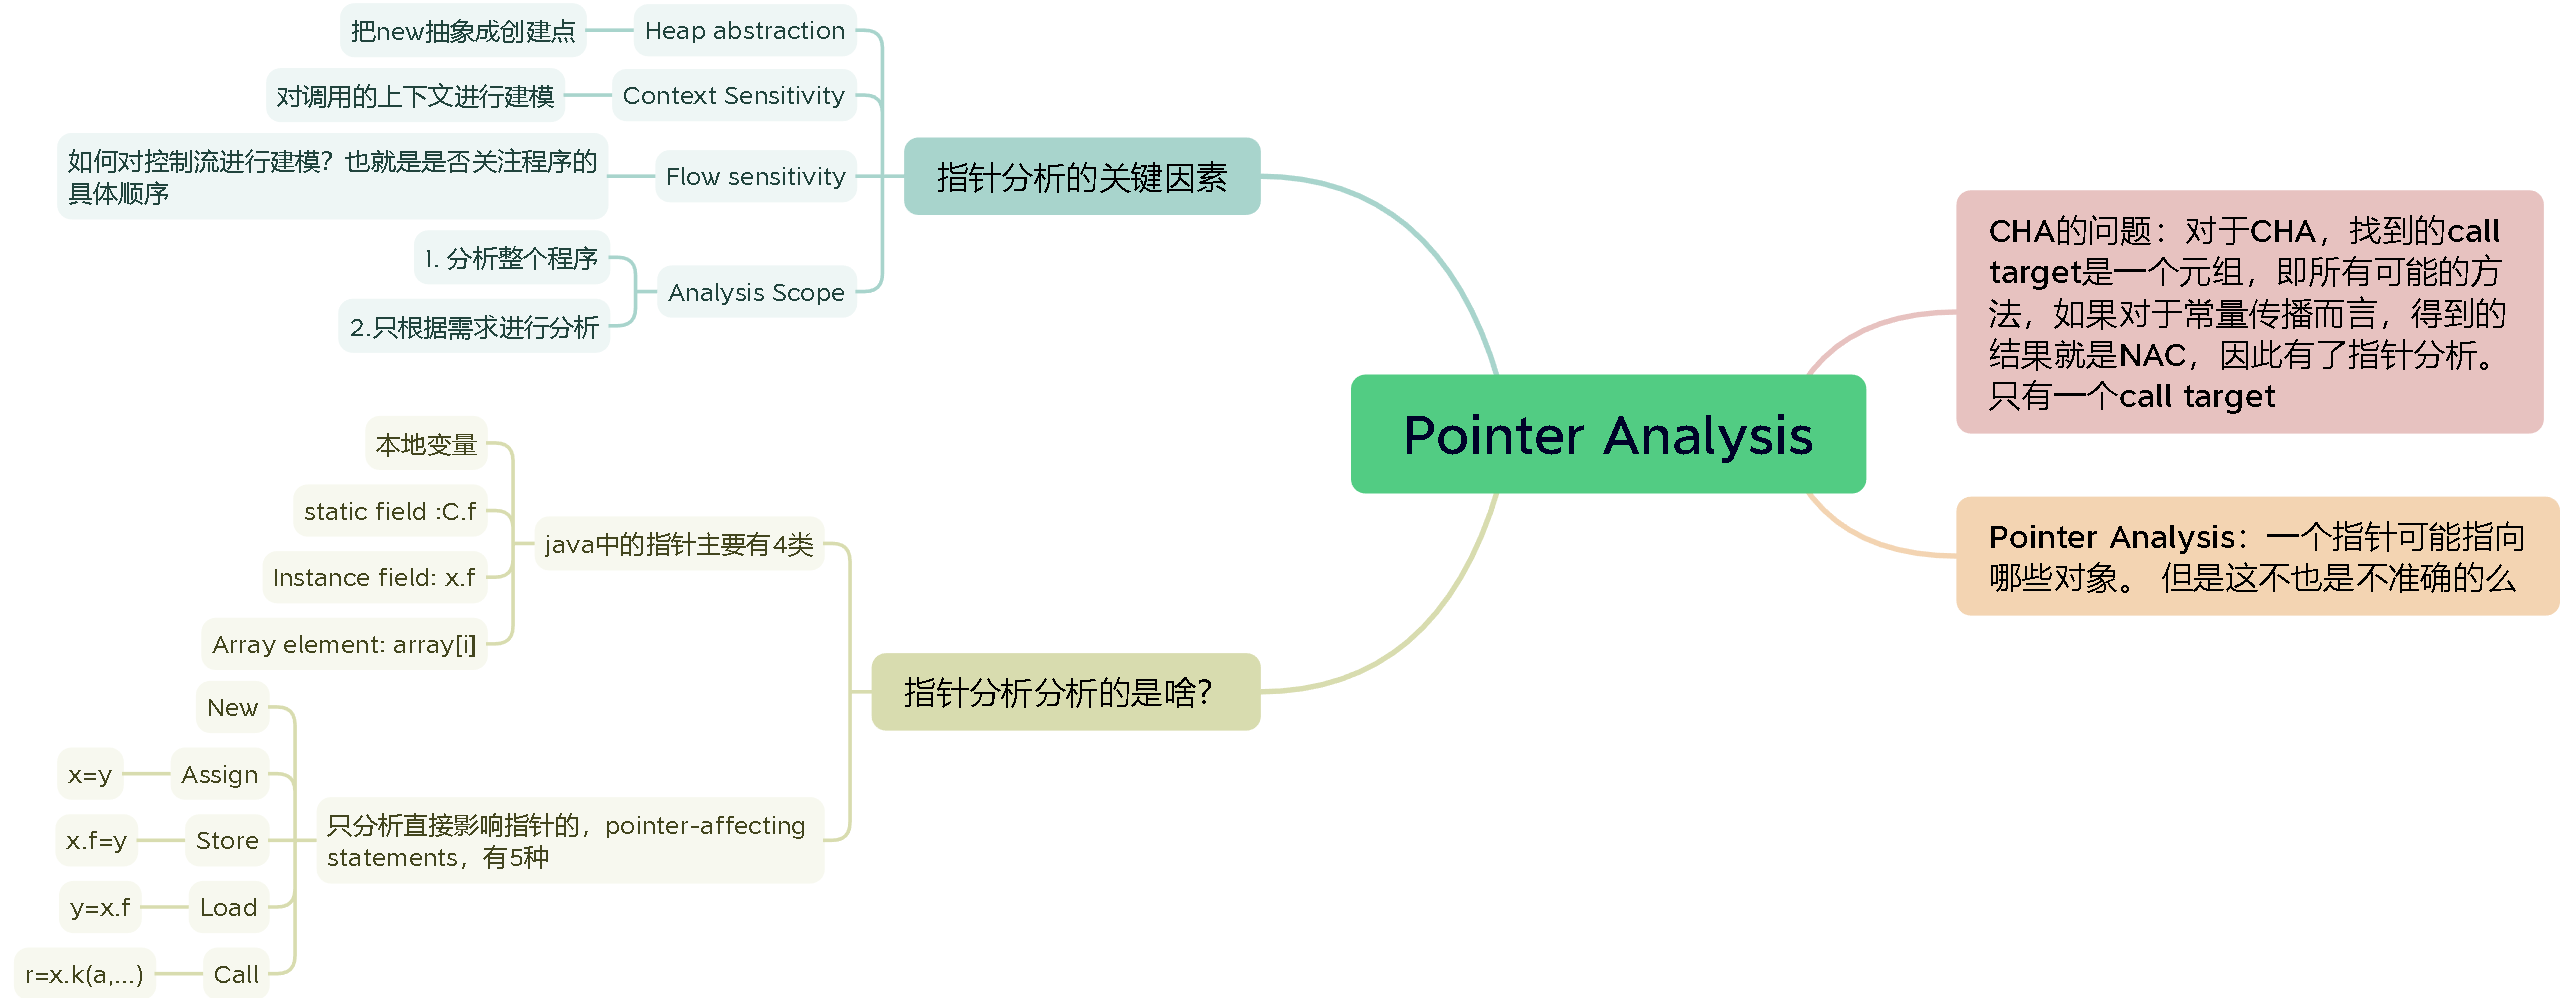 Pointer Analysis
CHA的问题：对于CHA，找到的call
target是一个元组，即所有可能的方
法，如果对于常量传播而言，得到的
结果就是NAC，因此有了指针分析。
只有一个call target
Pointer Analysis：一个指针可能指向
哪些对象。 但是这不也是不准确的么
指针分析的关键因素
Heap abstraction
把new抽象成创建点
Context Sensitivity
对调用的上下文进行建模
Flow sensitivity
如何对控制流进行建模？也就是是否关注程序的
具体顺序
Analysis Scope
1. 分析整个程序
2.只根据需求进行分析
指针分析分析的是啥？
java中的指针主要有4类
本地变量
static field :C.f
Instance field: x.f
Array element: array[i]
只分析直接影响指针的，pointer-affecting
statements，有5种
New
Assign
x=y
Store
x.f=y
Load
y=x.f
Call
r=x.k(a,...)